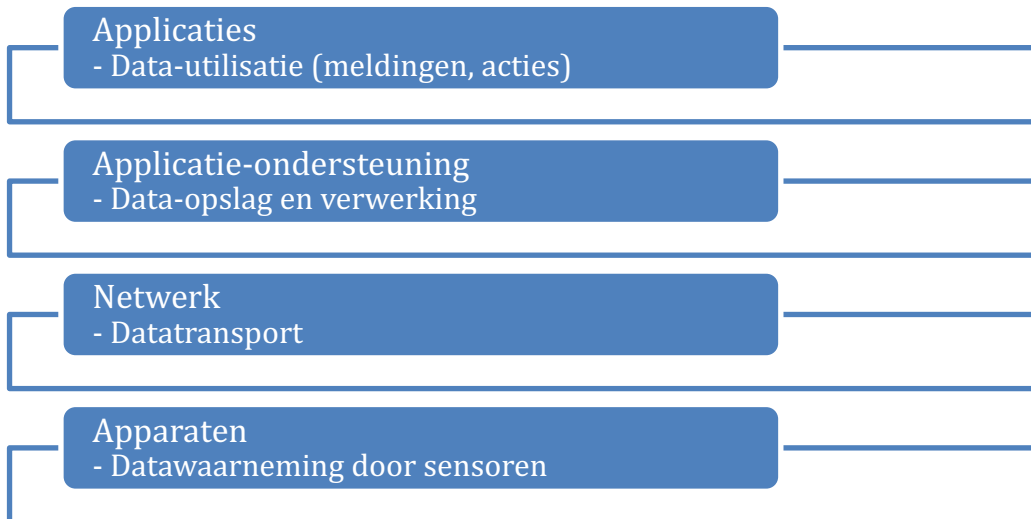 Applicaties
- Data-utilisatie (meldingen, acties)
Applicatie-ondersteuning
- Data-opslag en verwerking
Netwerk
- Datatransport
Apparaten
- Datawaarneming door sensoren